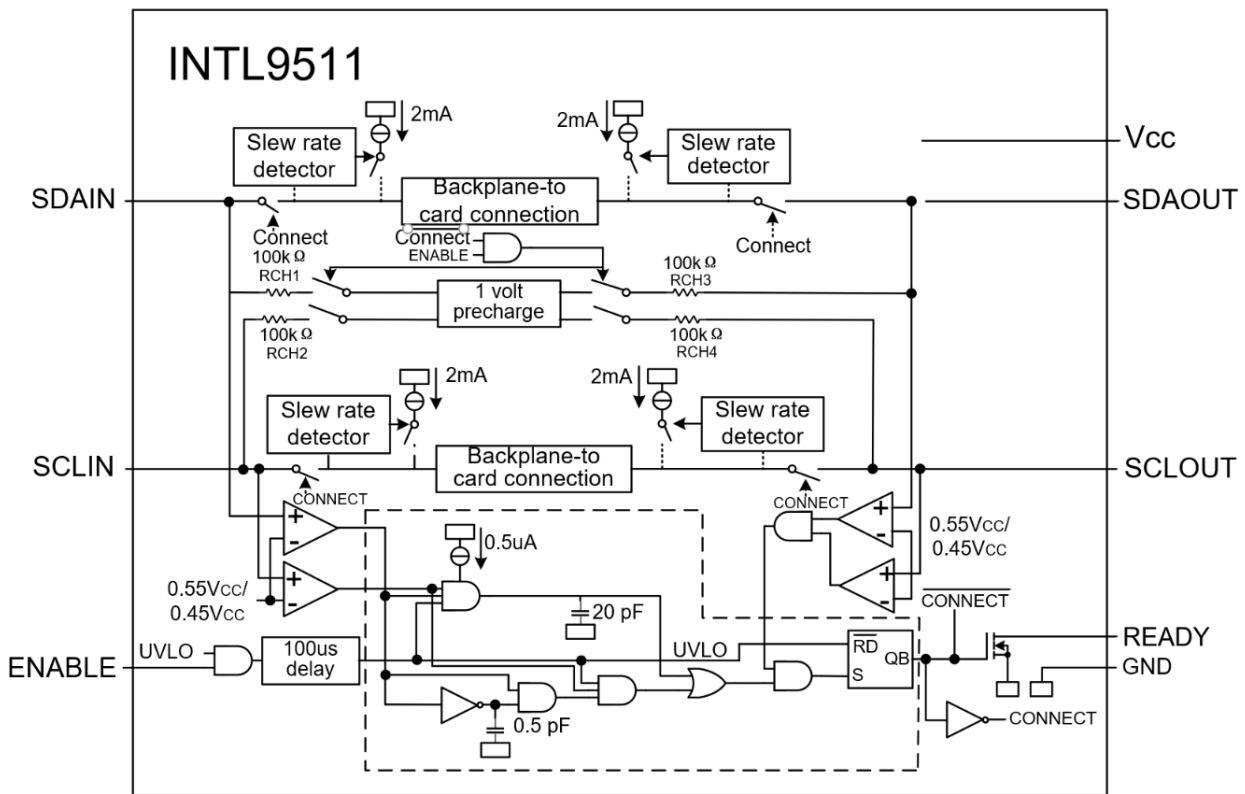 INTL9511
2mA
2mA
Slew rate
detector
Slew rate
detector
Vcc
SDAIN
Backplane-to
card connection
SDAOUT
Connect
Connect
ENABLE
Connect
100k Ω
RCH1
100k Ω
RCH3
1 volt
precharge
100k Ω
RCH2
100k Ω
RCH4
2mA
2mA
Slew rate
detector
Slew rate
detector
SCLIN
Backplane-to
card connection
SCLOUT
CONNECT
CONNECT
+
-
+
-
0.55VCC/
0.45VCC
0.5uA
+
-
+
-
0.55VCC/
0.45VCC
20 pF
CONNECT
UVLO
ENABLE
100us
delay
UVLO
RD
QB
S
READY
GND
0.5 pF
CONNECT